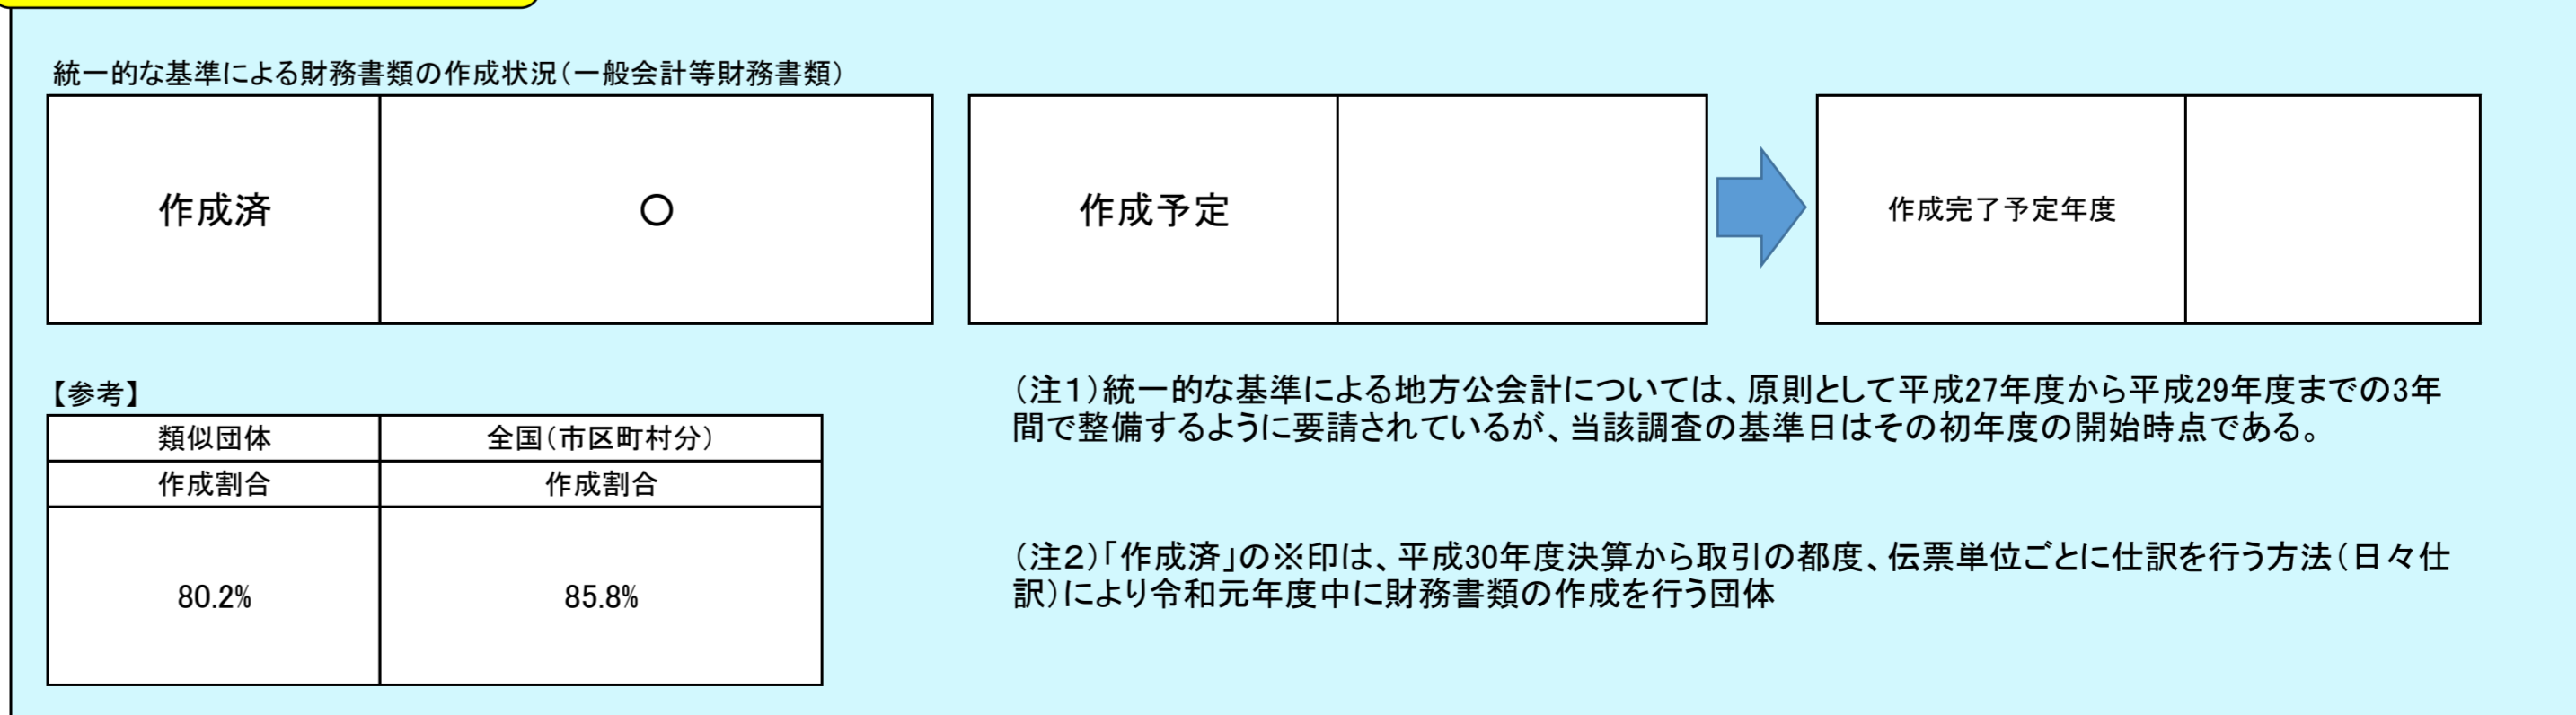 統一的な基準による財務書類の作成状況（一般会計等財務書類）
作成済
〇
作成予定
作成完了予定年度
【参考】
類似団体
全国（市区町村分）
作成割合
作成割合
80.2%
85.8%
（注１）統一的な基準による地方公会計については、原則として平成27年度から平成29年度までの3年
間で整備するように要請されているが、当該調査の基準日はその初年度の開始時点である。
（注２）「作成済」の※印は、平成30年度決算から取引の都度、伝票単位ごとに仕訳を行う方法（日々仕
訳）により令和元年度中に財務書類の作成を行う団体